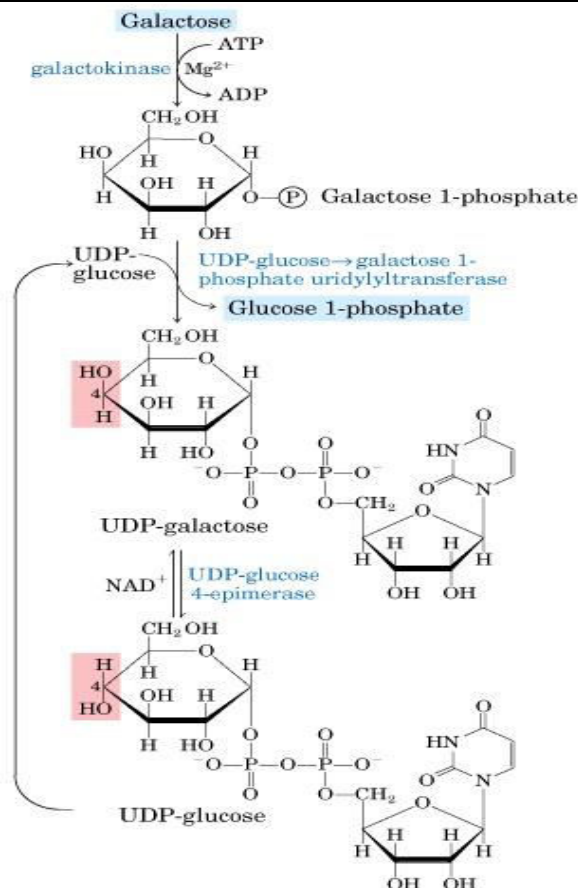 Galactose
ATP
galactokinase Mg2+
ADP
CH2OH
O
HO H H
OH H
H O—P Galactose 1-phosphate
H OH
UDP-
glucose
UDP-glucose→galactose 1-
phosphate uridylyltransferase
Glucose 1-phosphate
CH2OH
O
HO H H
4
OH H
H
H HO O O O
−O—P—O—P—O−
O O—CH2
O
HN
O N
O
UDP-galactose
H H H H
OH OH
NAD+
UDP-glucose
4-epimerase
CH2OH
O
H H H
4
OH H
HO
H HO O O O
−O—P—O—P—O−
O O—CH2
O
HN
O N
O
UDP-glucose
H H H H
OH OH